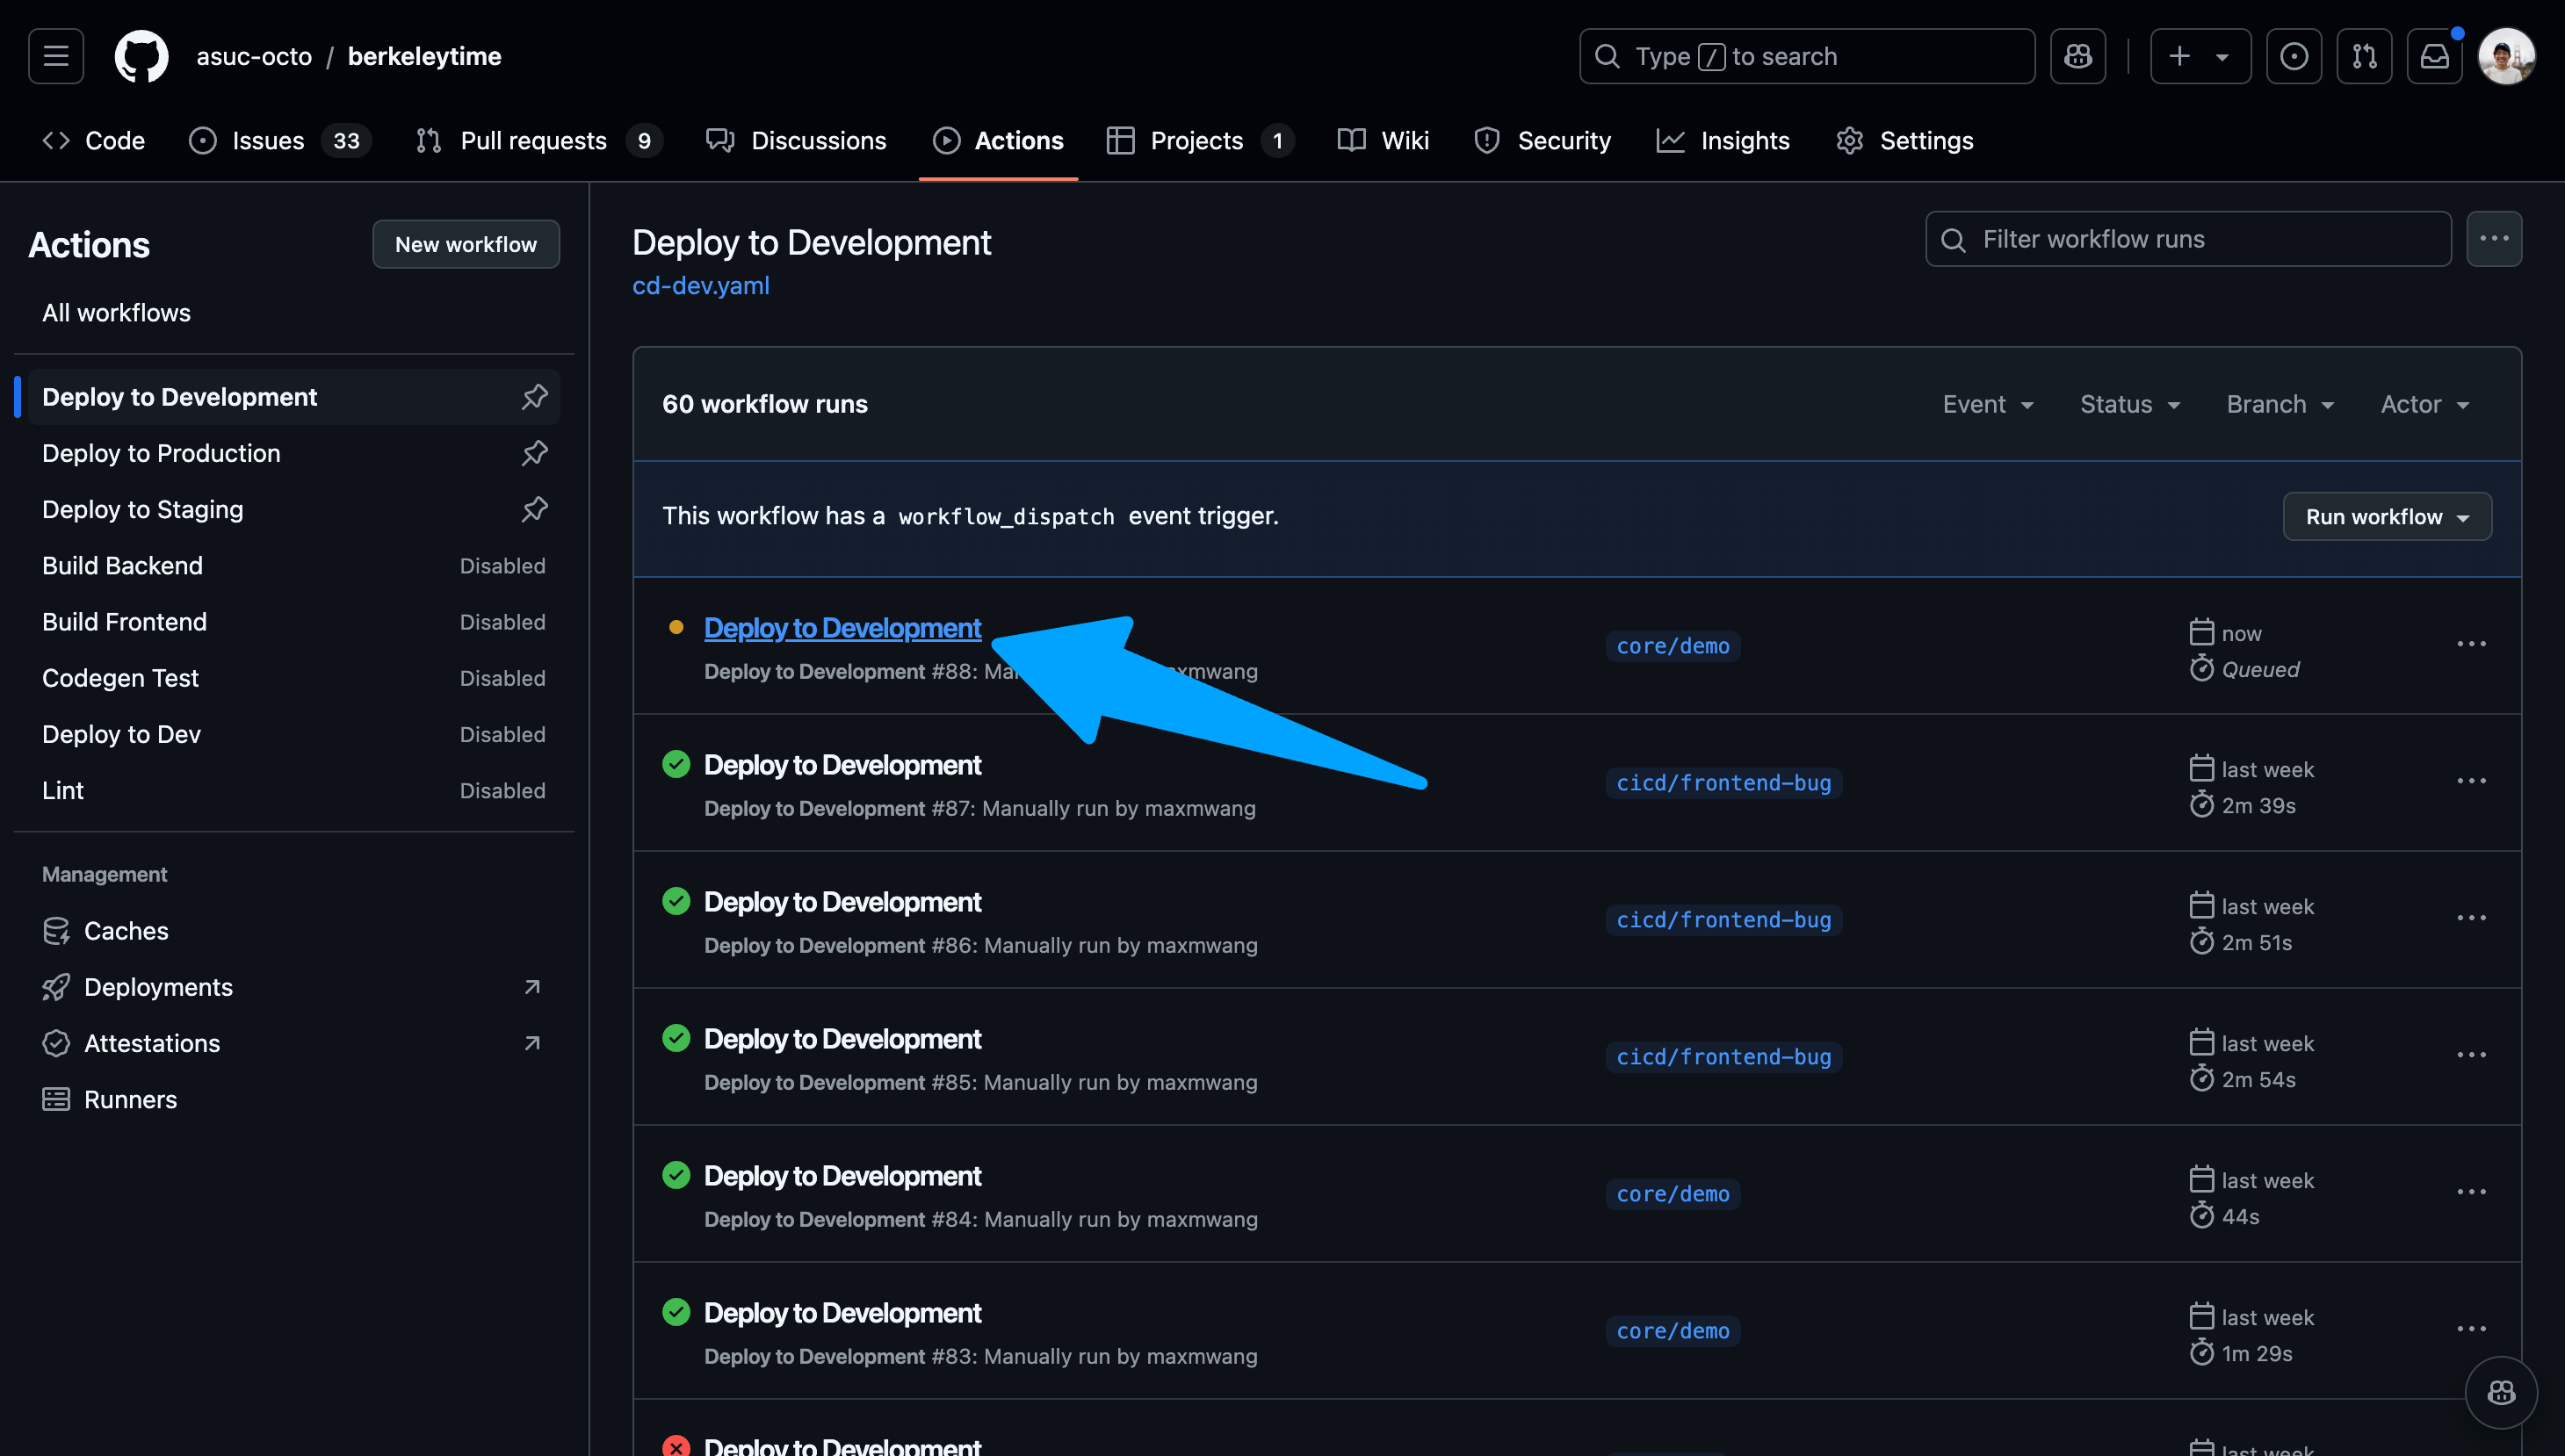 asuc-octo / berkeleytime
Type / to search
Code
Issues 33
Pull requests 9
Discussions
Actions
Projects 1
Wiki
Security
Insights
Settings
Actions
New workflow
All workflows
Deploy to Development
Deploy to Production
Deploy to Staging
Build Backend Disabled
Build Frontend Disabled
Codegen Test Disabled
Deploy to Dev Disabled
Lint Disabled
Management
Caches
Deployments
Attestations
Runners
Deploy to Development
cd-dev.yaml
Filter workflow runs
60 workflow runs
Event
Status
Branch
Actor
This workflow has a workflow_dispatch event trigger.
Run workflow
Deploy to Development
Deploy to Development #88:
core/demo
now
Queued
Deploy to Development
Deploy to Development #87: Manually run by maxmwang
cicd/frontend-bug
last week
2m 39s
Deploy to Development
Deploy to Development #86: Manually run by maxmwang
cicd/frontend-bug
last week
2m 51s
Deploy to Development
Deploy to Development #85: Manually run by maxmwang
cicd/frontend-bug
last week
2m 54s
Deploy to Development
Deploy to Development #84: Manually run by maxmwang
core/demo
last week
44s
Deploy to Development
Deploy to Development #83: Manually run by maxmwang
core/demo
last week
1m 29s
Deploy to Development
last week